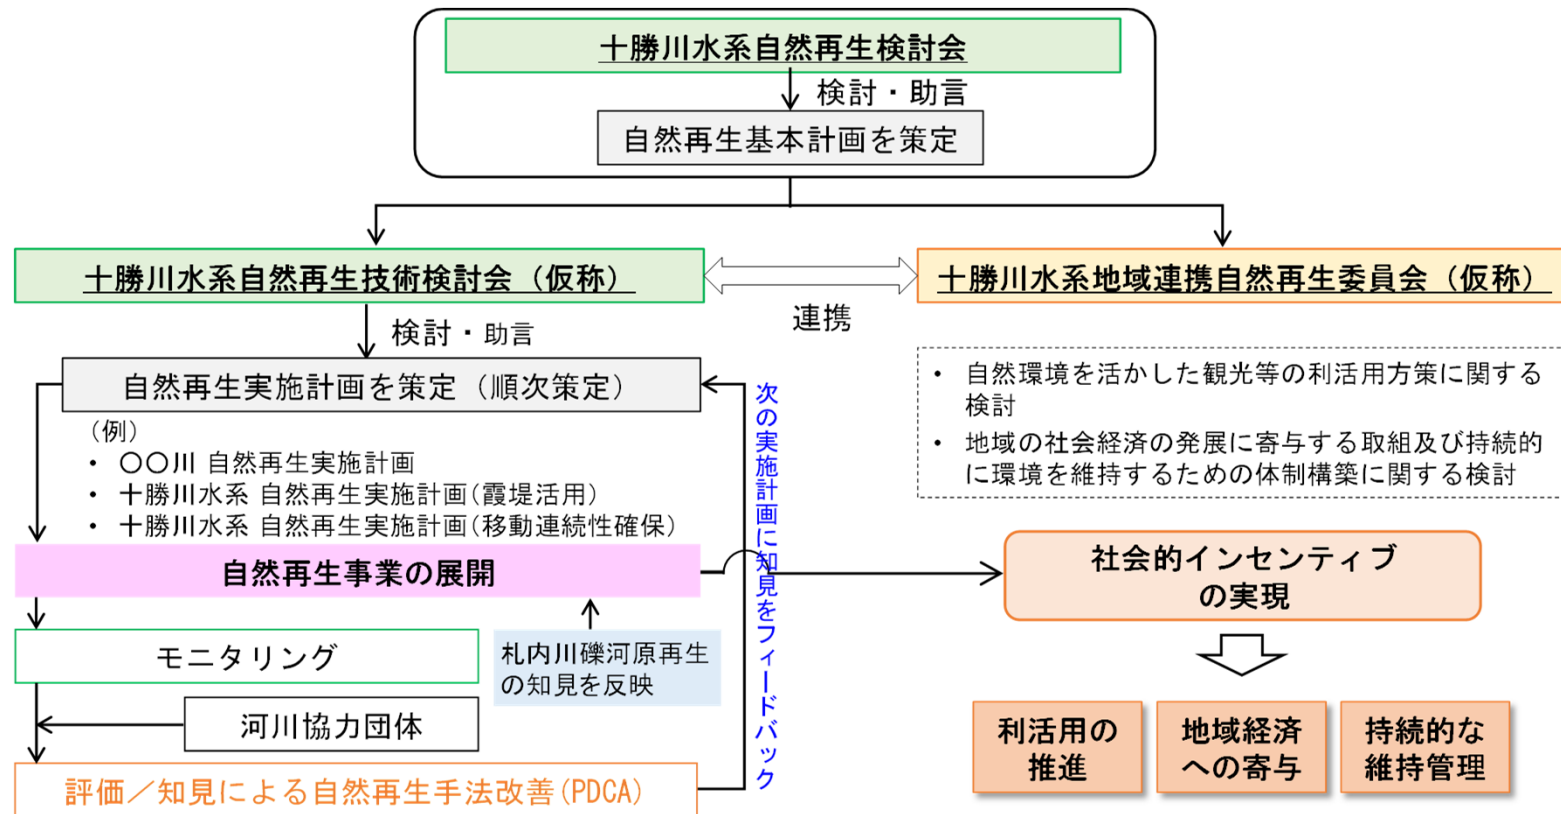 十勝川水系自然再生検討会
検討・助言
自然再生基本計画を策定
十勝川水系自然再生技術検討会（仮称）
連携
十勝川水系地域連携自然再生委員会（仮称）
検討・助言
自然再生実施計画を策定（順次策定）
（例）
・ 〇〇川 自然再生実施計画
・ 十勝川水系 自然再生実施計画(霞堤活用)
・ 十勝川水系 自然再生実施計画(移動連続性確保)
自然再生事業の展開
モニタリング
札内川礫河原再生
の知見を反映
河川協力団体
評価／知見による自然再生手法改善(PDCA)
次の実施計画に知見をフィードバック
・ 自然環境を活かした観光等の利活用方策に関する
検討
・ 地域の社会経済の発展に寄与する取組及び持続的
に環境を維持するための体制構築に関する検討
社会的インセンティブ
の実現
利活用の
推進
地域経済
への寄与
持続的な
維持管理